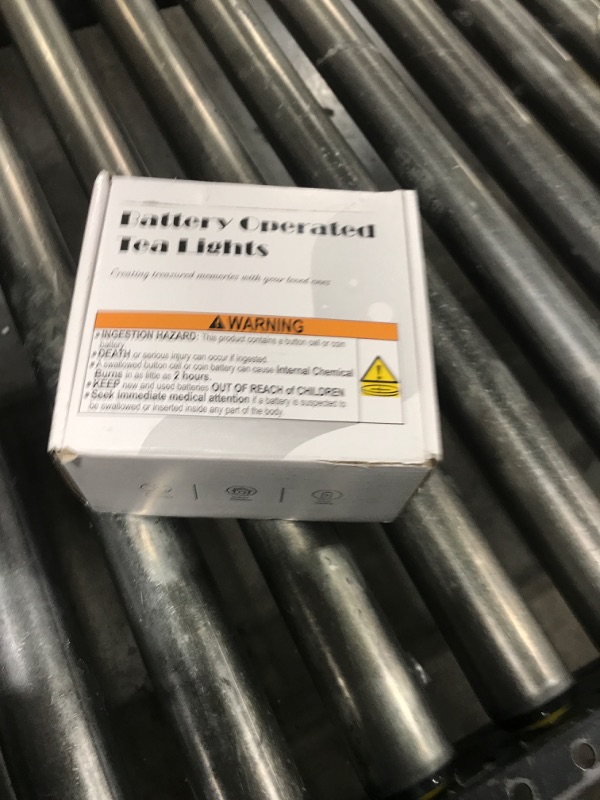 Battery Operated
Tea Lights
Creating treasured memories with your loved ones
WARNING
INGESTION HAZARD: This product contains a button cell or coin
battery.
DEATH or serious injury can occur if ingested.
A swallowed button cell or coin battery can cause Internal Chemical
Burns in as little as 2 hours.
KEEP new and used batteries OUT OF REACH of CHILDREN
Seek immediate medical attention if a battery is suspected to
be swallowed or inserted inside any part of the body.